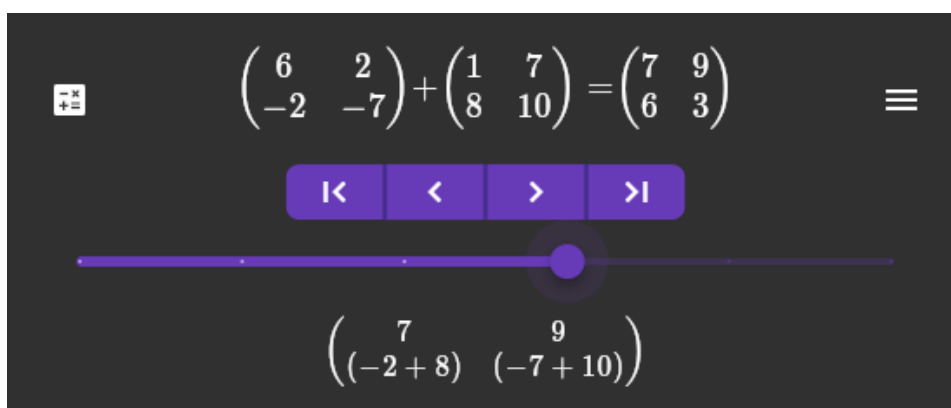 ( 6 2 ) + ( 1 7 ) = ( 7 9 )
( −2 −7 ) ( 8 10 ) ( 6 3 )
( 7 9 )
( (−2 + 8) (−7 + 10) )